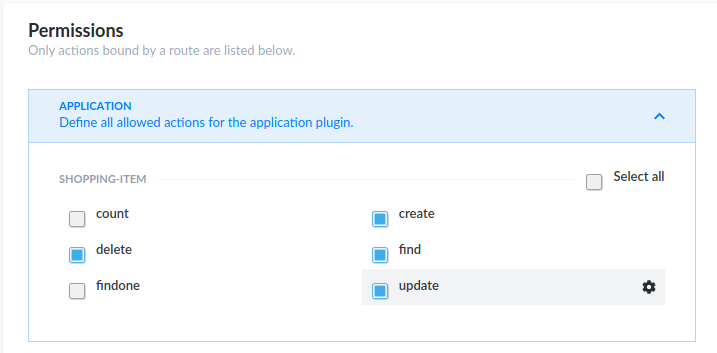 Permissions
Only actions bound by a route are listed below.
APPLICATION
Define all allowed actions for the application plugin.
SHOPPING-ITEM
Select all
count
create
delete
find
findone
update